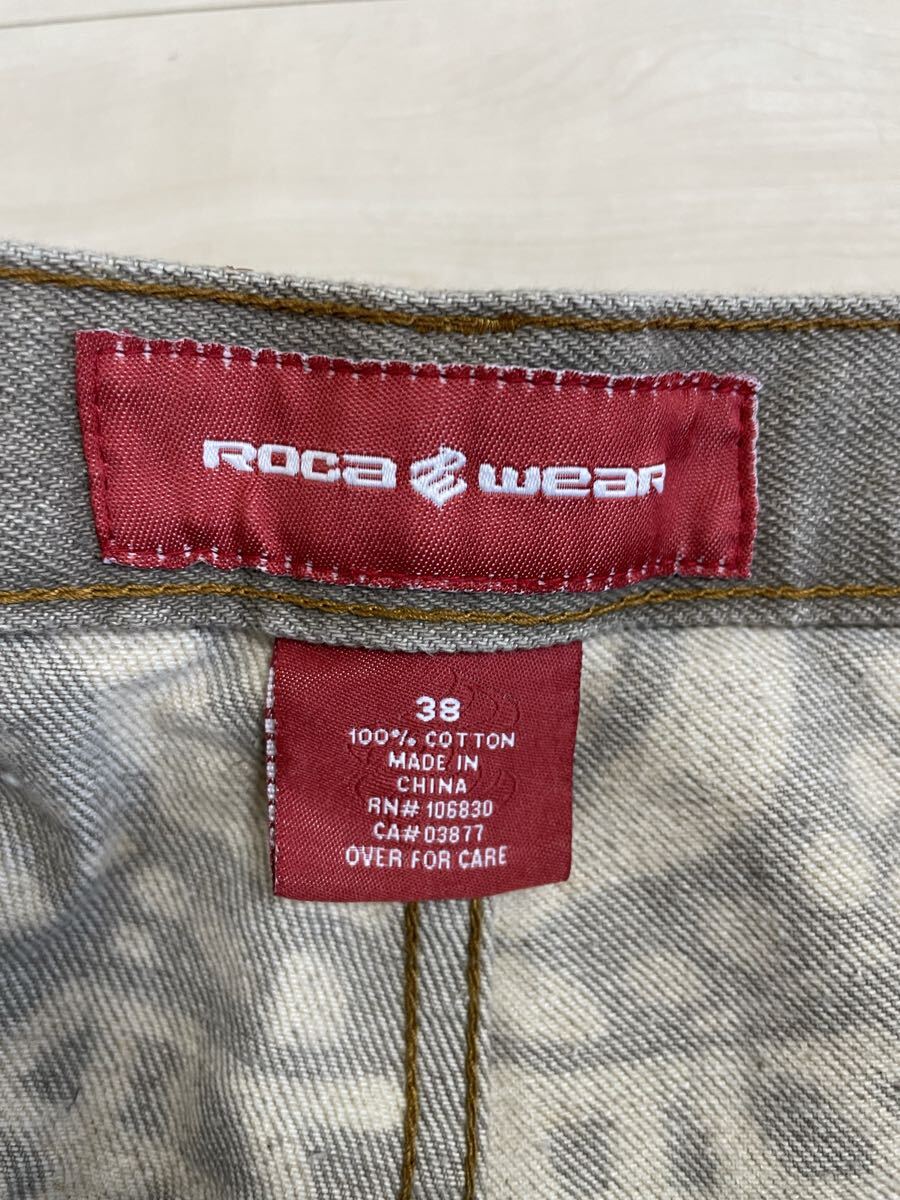 ROCA WEAR
38
100% COTTON
MADE IN
CHINA
RN# 106830
CA# 03877
OVER FOR CARE